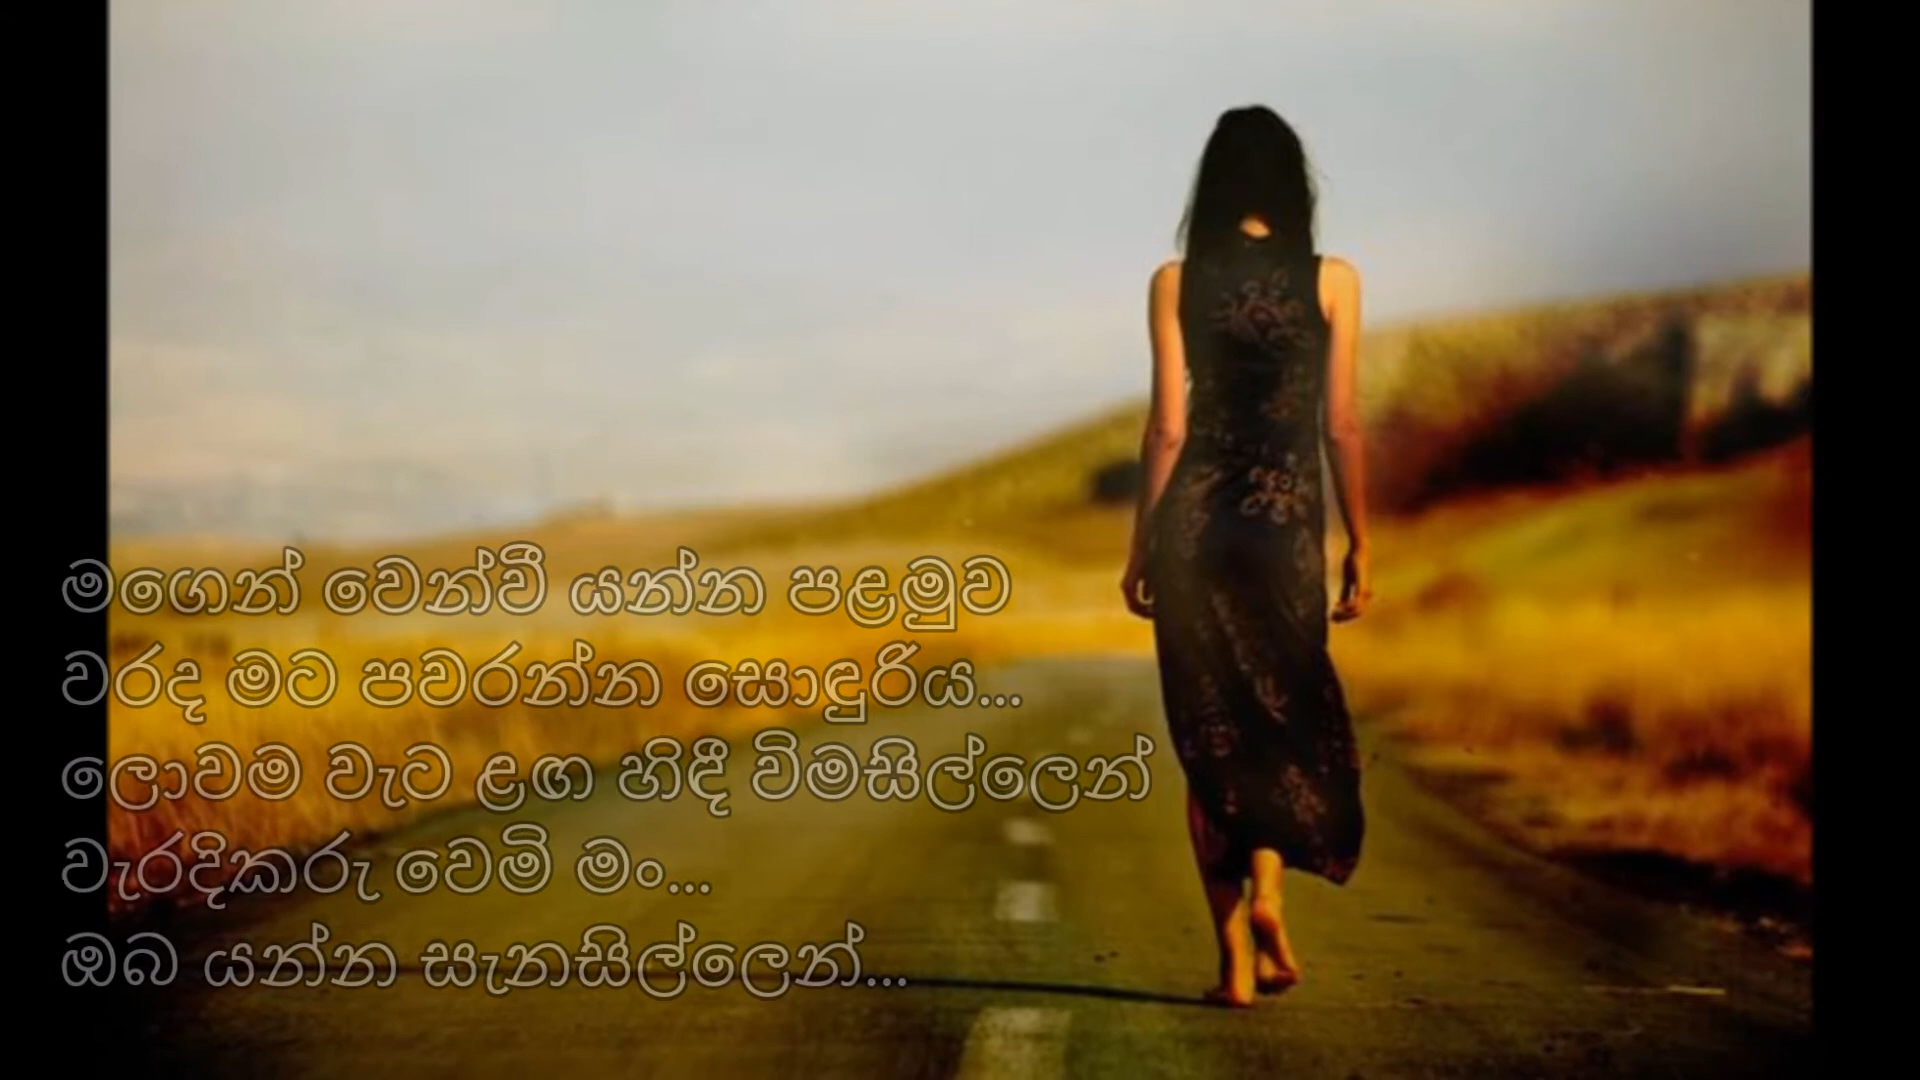 මගෙන් වෙන්වී යන්න පළමුව
වරද මට පවරන්න සොඳුරිය...
ලොවම වැට ළඟ හිඳී විමසිල්ලෙන්
වැරදිකරු වෙමි මං...
ඔබ යන්න සැනසිල්ලෙන්...